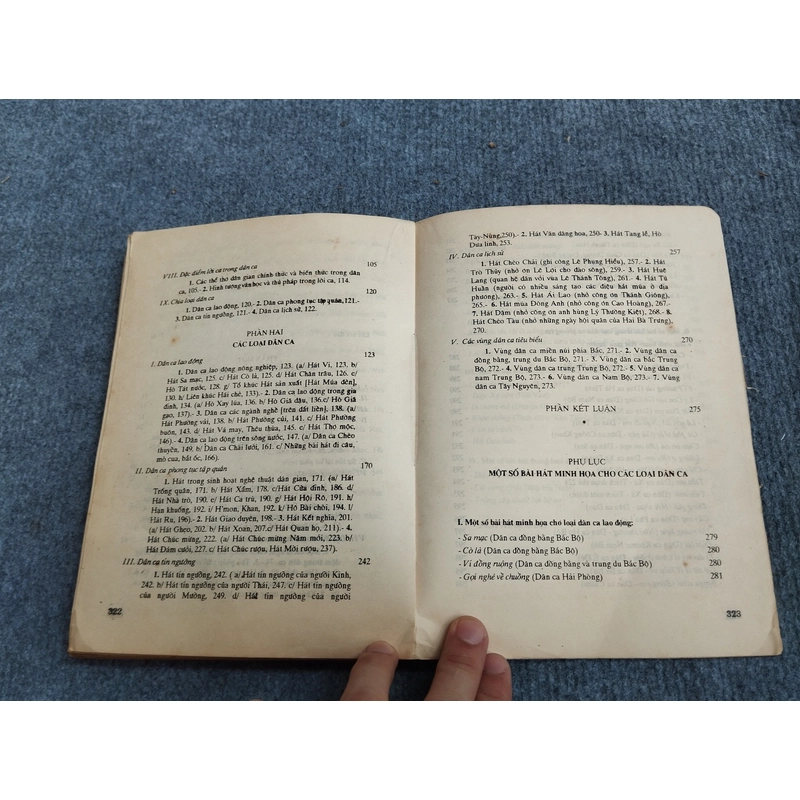 VIII. Đặc điểm lời ca trong dân ca 105
1. Các thể thơ dân gian chính thức và biến thức trong dân
ca, 105.- 2. Hình tượng văn học và thủ pháp trong lời ca, 114.
IX. Chia loại dân ca 120
1. Dân ca lao động, 120.- 2. Dân ca phong tục tập quán, 121.-
3. Dân ca tín ngưỡng, 121.- 4. Dân ca lịch sử, 122.
PHẦN HAI
CÁC LOẠI DÂN CA
I. Dân ca lao động 123
1. Dân ca lao động nông nghiệp, 123. (a/ Hát Ví, 123. b/
Hát Sa mạc, 125. c/ Hát Cò lả, 125. d/ Hát Chăn trâu, 126. e/
Hò Tát nước, 128. g/ Tổ khúc Hát sản xuất [Hát Múa đèn],
130. h/ Liên khúc Hái chè, 133).- 2. Dân ca lao động trong gia
đình, 134. (a/ Hò Xay lúa, 136. b/ Hò Giã dậu, 136. c/ Hò Giã
gạo, 137).- 3. Dân ca các ngành nghề [trên đất liền], 138. (a/
Hát Phường vải, 138. b/ Hát Phường củi, 141. c/ Hát Phường
buôn, 143. d/ Hát Vá may, Thêu thùa, 145. e/ Hát Thợ mộc,
146).- 4. Dân ca lao động trên sông nước, 147. (a/ Dân ca Chèo
thuyền, 149. b/ Dân ca Chài lưới, 161. c/ Những bài hát đi câu,
mò cua, bắt ốc, 166).
II. Dân ca phong tục tập quán 170
1. Hát trong sinh hoạt nghệ thuật dân gian, 171. (a/ Hát
Trống quân, 171. b/ Hát Xẩm, 178. c/ Hát Cửa đình, 186. d/
Hát Nhà trò, 190. e/ Hát Ca trù, 190. g/ Hát Hội Rô, 191. h/
Han khuống, 192. i/ H'mon, Khan, 192. k/ Hô Bài chòi, 194. l/
Hát Ru, 196).- 2. Hát Giao duyên, 198.- 3. Hát Kết nghĩa, 201.
(a/ Hát Ghẹo, 202. b/ Hát Xoan, 207. c/ Hát Quan họ, 211).- 4.
Hát Chúc mừng, 222. (a/ Hát Chúc mừng Năm mới, 223. b/
Hát Đám cưới, 227. c/ Hát Chúc rượu, Hát Mời rượu, 237).
III. Dân ca tín ngưỡng 242
1. Hát tín ngưỡng, 242. (a/ Hát tín ngưỡng của người Kinh,
242. b/ Hát tín ngưỡng của người Thái, 247. c/ Hát tín ngưỡng
của người Mường, 249. d/ Hát tín ngưỡng của người
322
Tày-Nùng, 250).- 2. Hát Văn dâng hoa, 250- 3. Hát Tang lễ, Hò
Đưa linh, 253.
IV. Dân ca lịch sử 257
1. Hát Chèo Chải (ghi công Lê Phụng Hiểu), 257.- 2. Hát
Trò Thủy (nhớ ơn Lê Lợi cho đào sông), 259.- 3. Hát Huê
Lang (quan hệ dân với vua Lê Thánh Tông), 261.- 4. Hát Tú
Huần (người có nhiều sáng tạo các điệu hát múa ở địa
phương), 263.- 5. Hát Ải Lao (nhớ công ơn Thánh Gióng),
265.- 6. Hát múa Đông Anh (nhớ công ơn Cao Hoàng), 267.-
7. Hát Dặm (nhớ công ơn anh hùng Lý Thường Kiệt), 268.- 8.
Hát Chèo Tàu (nhớ những ngày hội quân của Hai Bà Trưng),
270.
V. Các vùng dân ca tiêu biểu 270
1. Vùng dân ca miền núi phía Bắc, 271.- 2. Vùng dân ca
đồng bằng, trung du Bắc Bộ, 271.- 3. Vùng dân ca bắc Trung
Bộ, 272.- 4. Vùng dân ca trung Trung Bộ, 273.- 5. Vùng dân ca
nam Trung Bộ, 273.- 6. Vùng dân ca Nam Bộ, 273.- 7. Vùng
dân ca Tây Nguyên, 273.
PHẦN KẾT LUẬN 275
*
PHỤ LỤC
MỘT SỐ BÀI HÁT MINH HỌA CHO CÁC LOẠI DÂN CA
I. Một số bài hát minh họa cho loại dân ca lao động:
- Sa mạc (Dân ca đồng bằng Bắc Bộ) 279
- Cò lả (Dân ca đồng bằng Bắc Bộ) 280
- Ví đồng ruộng (Dân ca đồng bằng và trung du Bắc Bộ) 280
- Gọi nghé về chuồng (Dân ca Hải Phòng) 281
323